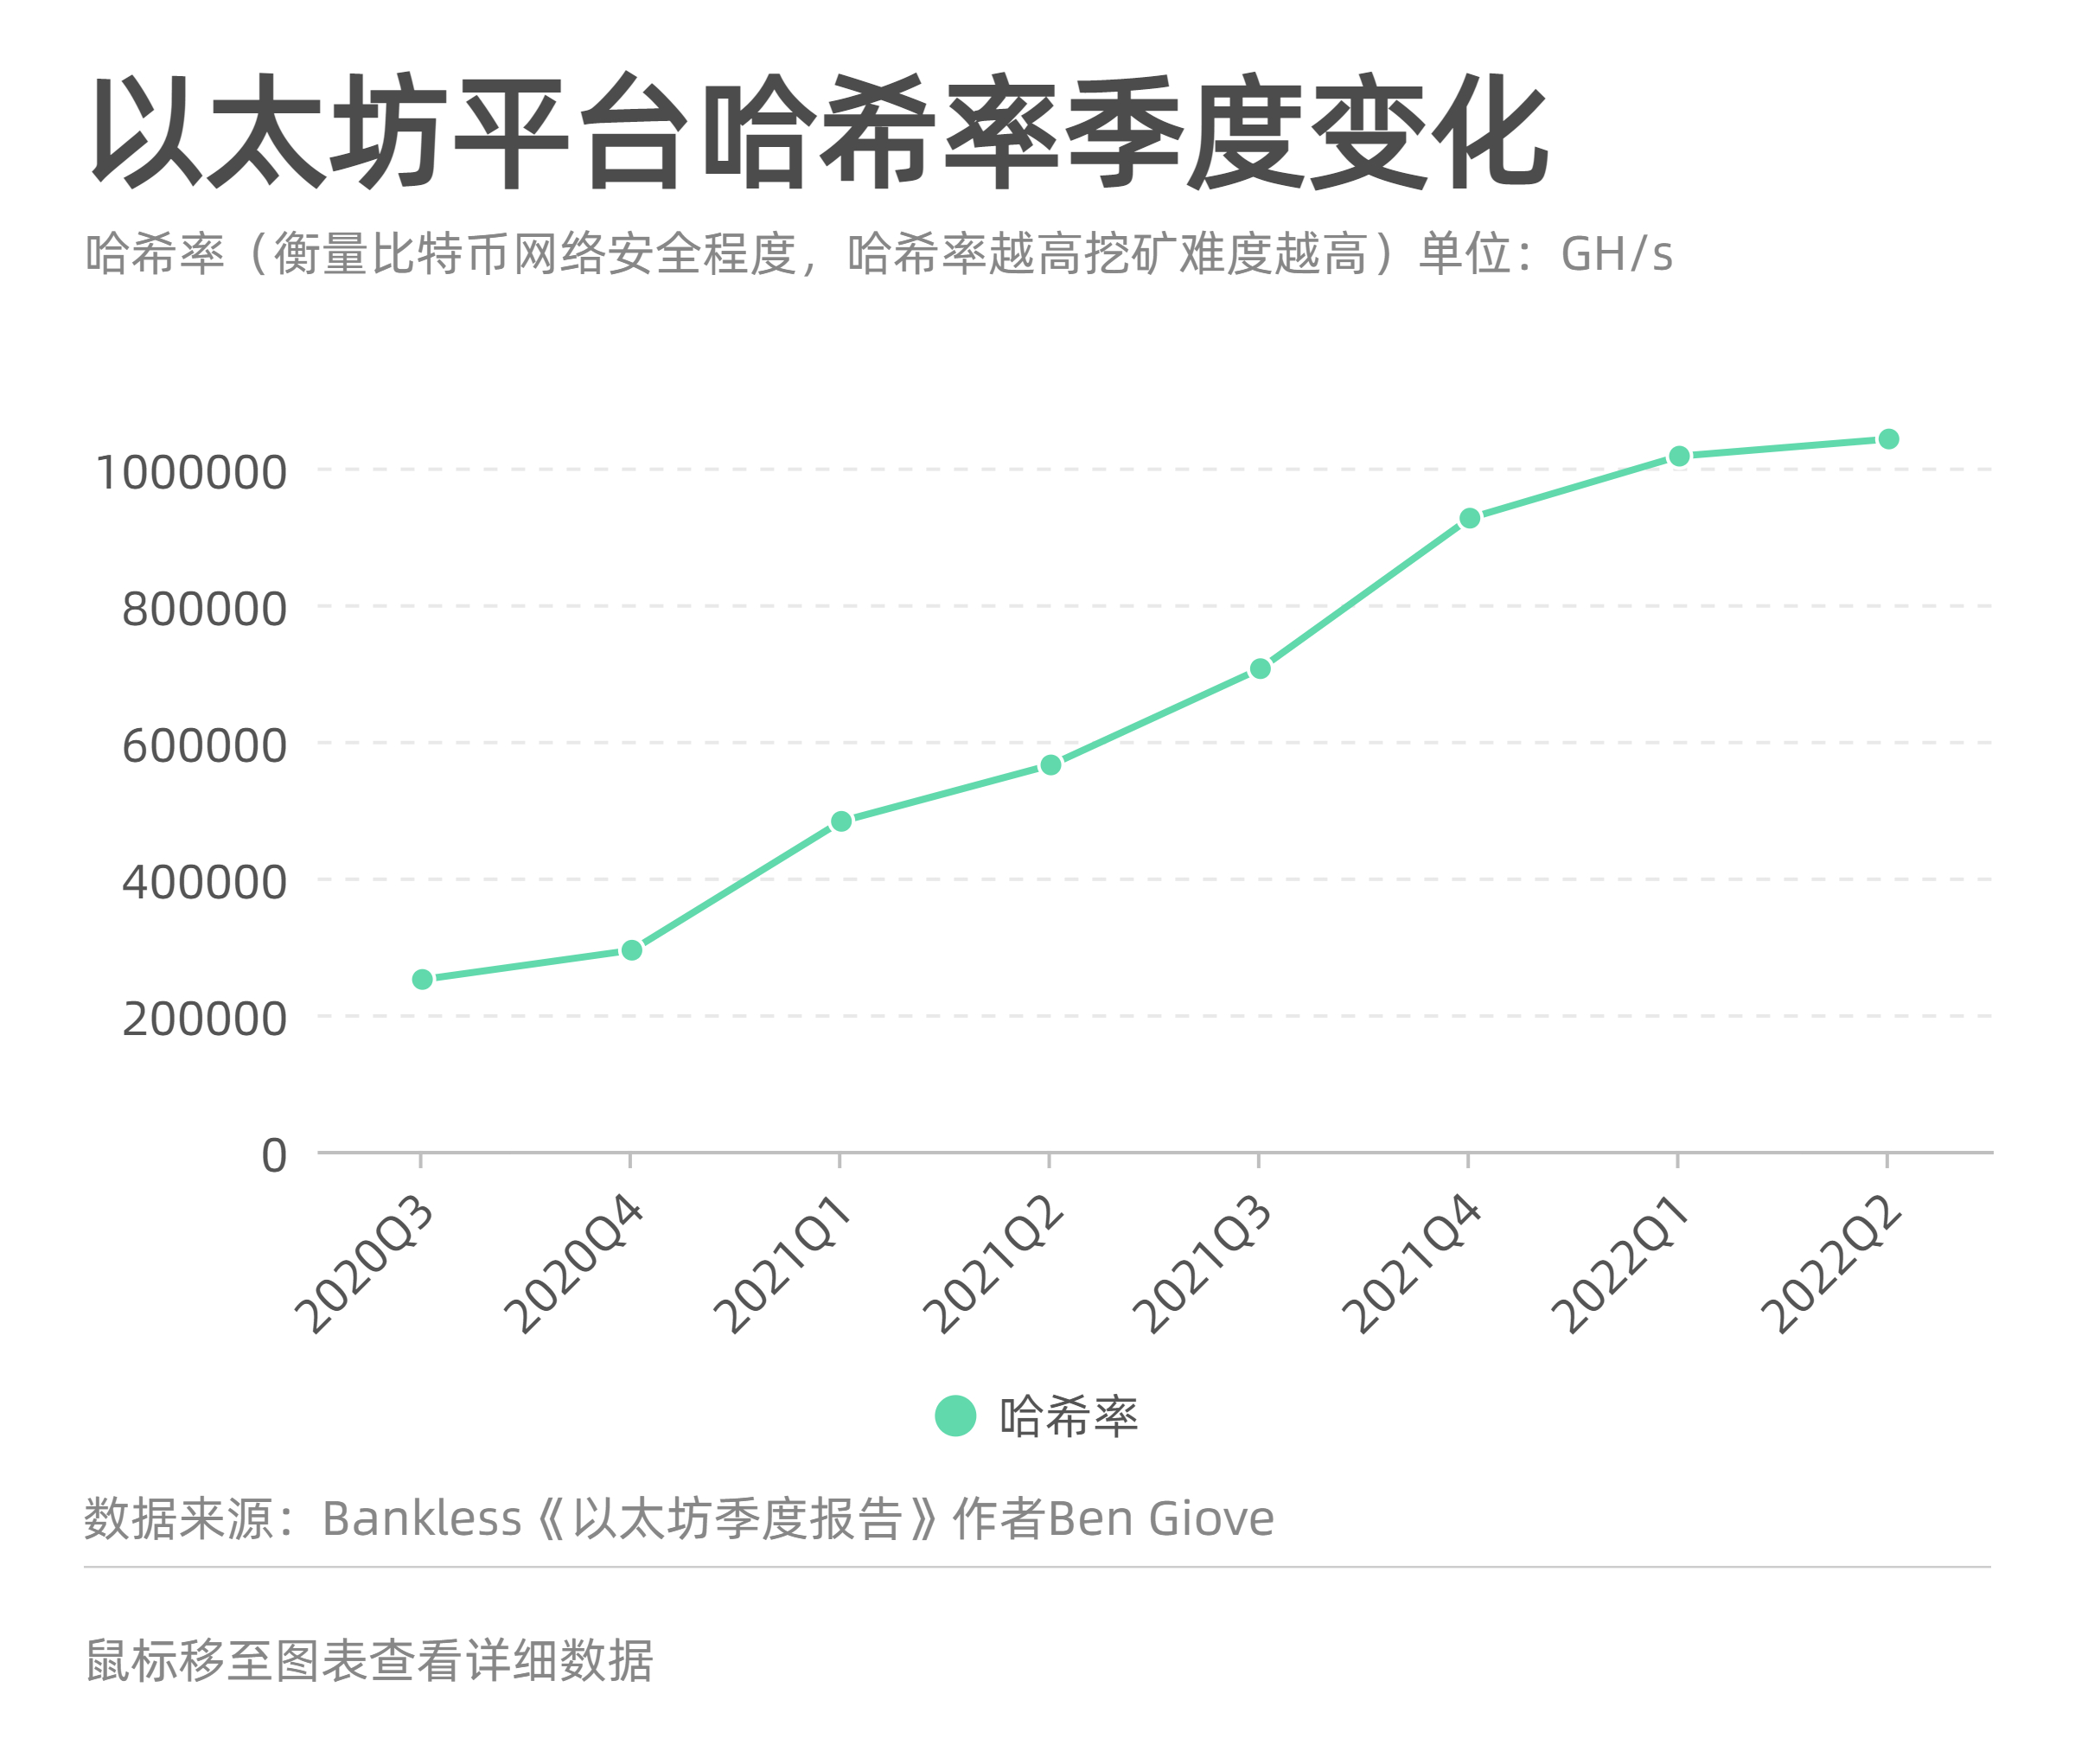 以太坊平台哈希率季度变化
哈希率（衡量比特币网络安全程度，哈希率越高挖矿难度越高）单位：GH/s
1000000
800000
600000
400000
200000
0
2020Q3
2020Q4
2021Q1
2021Q2
2021Q3
2021Q4
2022Q1
2022Q2
哈希率
数据来源：Bankless《以太坊季度报告》作者Ben Giove
鼠标移至图表查看详细数据